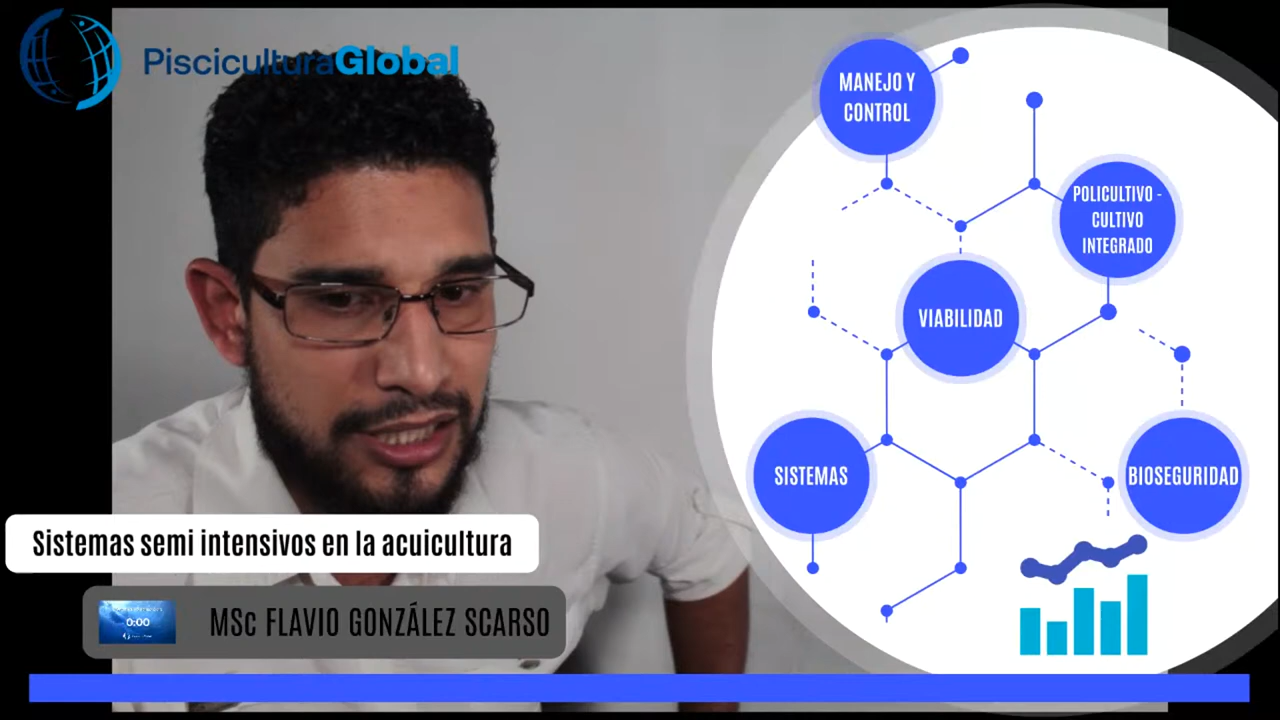 PisciculturaGlobal
MANEJO Y
CONTROL
POLICULTIVO -
CULTIVO
INTEGRADO
VIABILIDAD
SISTEMAS
BIOSEGURIDAD
Sistemas semi intensivos en la acuicultura
0:00
MSc FLAVIO GONZÁLEZ SCARSO